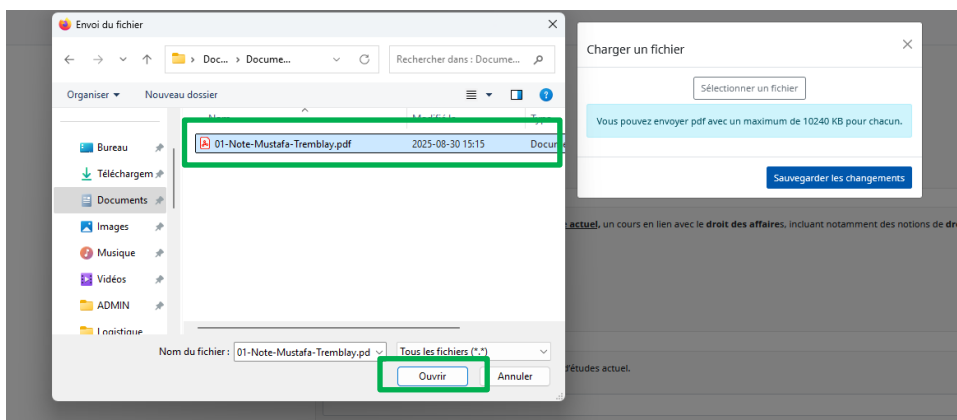 Envoi du fichier
Doc... > Docume...
Rechercher dans : Docume...
Organiser
Nouveau dossier
Nom
Modifié le
Type
01-Note-Mustafa-Tremblay.pdf
2025-08-30 15:15
Docume
Bureau
Téléchargem
Documents
Images
Musique
Vidéos
ADMIN
Logistique
Nom du fichier :
01-Note-Mustafa-Tremblay.pd
Tous les fichiers (*.*)
Ouvrir
Annuler
Charger un fichier
Sélectionner un fichier
Vous pouvez envoyer pdf avec un maximum de 10240 KB pour chacun.
Sauvegarder les changements
actuel, un cours en lien avec le droit des affaires, incluant notamment des notions de dr
d'études actuel.